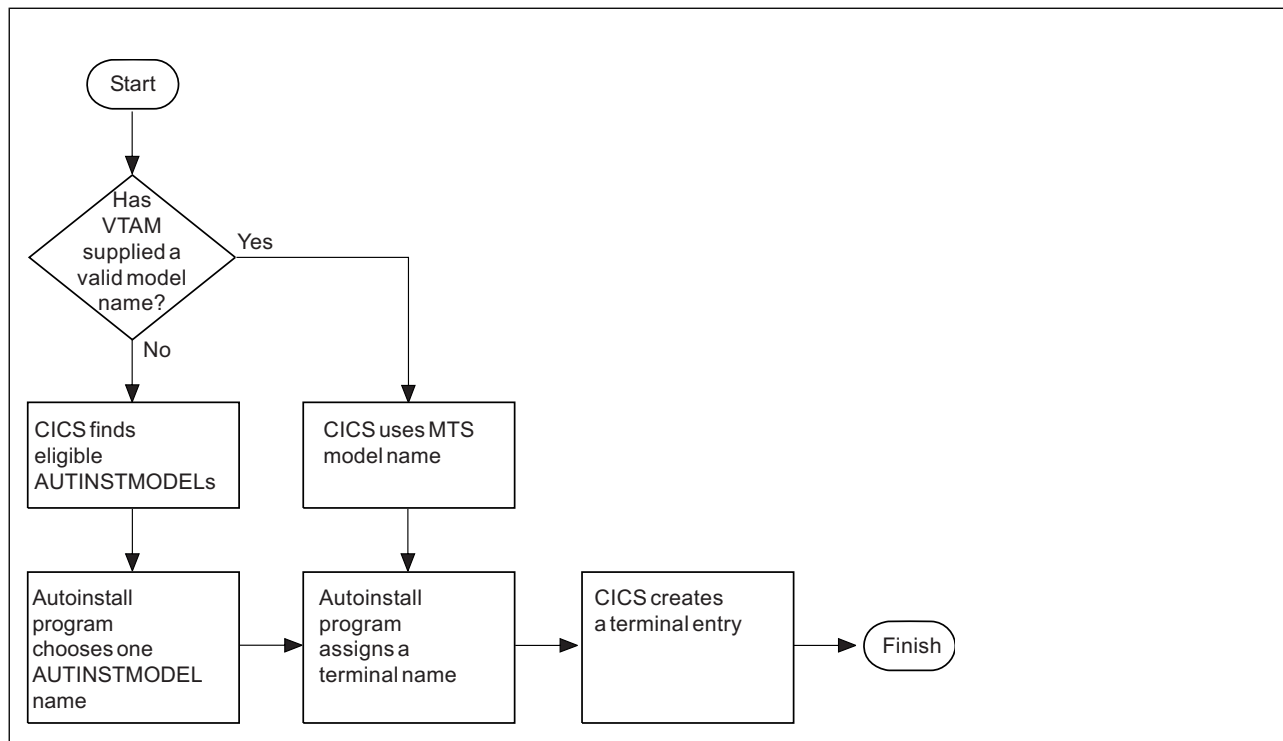 Start
Has
VTAM
supplied a
valid model
name?
Yes
No
CICS finds
eligible
AUTINSTMODELs
CICS uses MTS
model name
Autoinstall
program
chooses one
AUTINSTMODEL
name
Autoinstall
program
assigns a
terminal name
CICS creates
a terminal entry
Finish